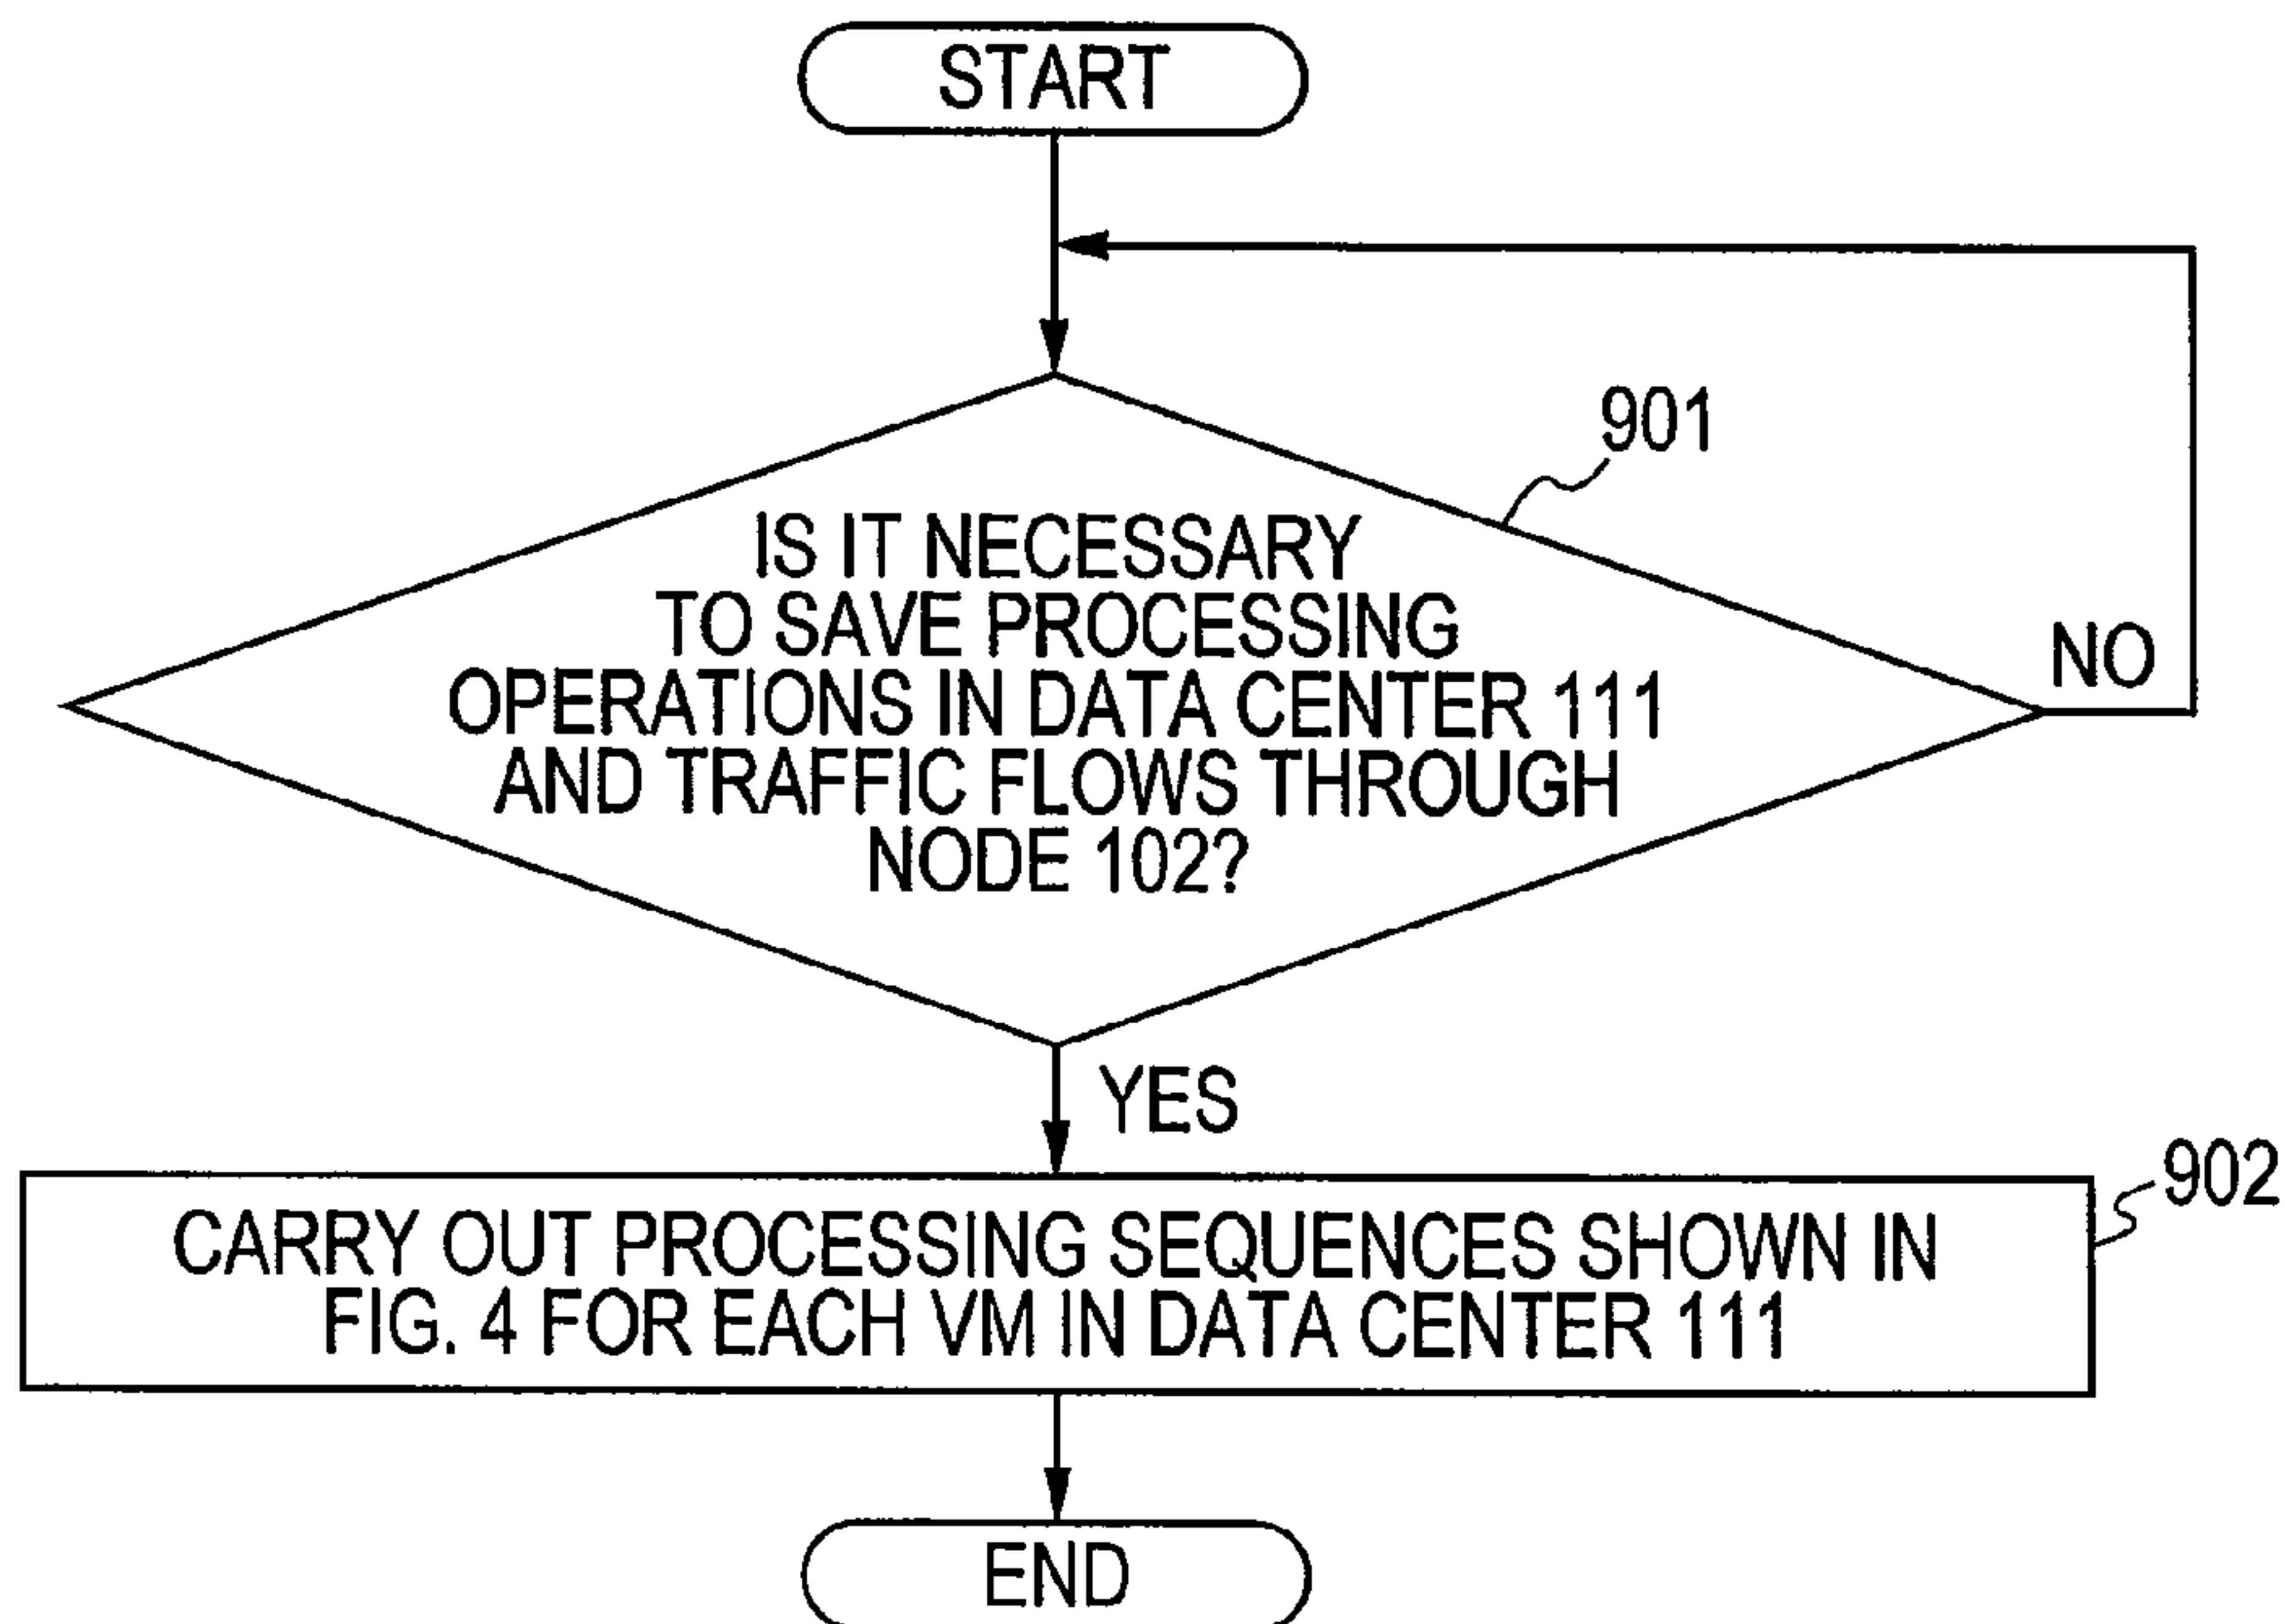 START
901
IS IT NECESSARY
TO SAVE PROCESSING
OPERATIONS IN DATA CENTER 111
AND TRAFFIC FLOWS THROUGH
NODE 102?
NO
YES
902
CARRY OUT PROCESSING SEQUENCES SHOWN IN
FIG. 4 FOR EACH VM IN DATA CENTER 111
END